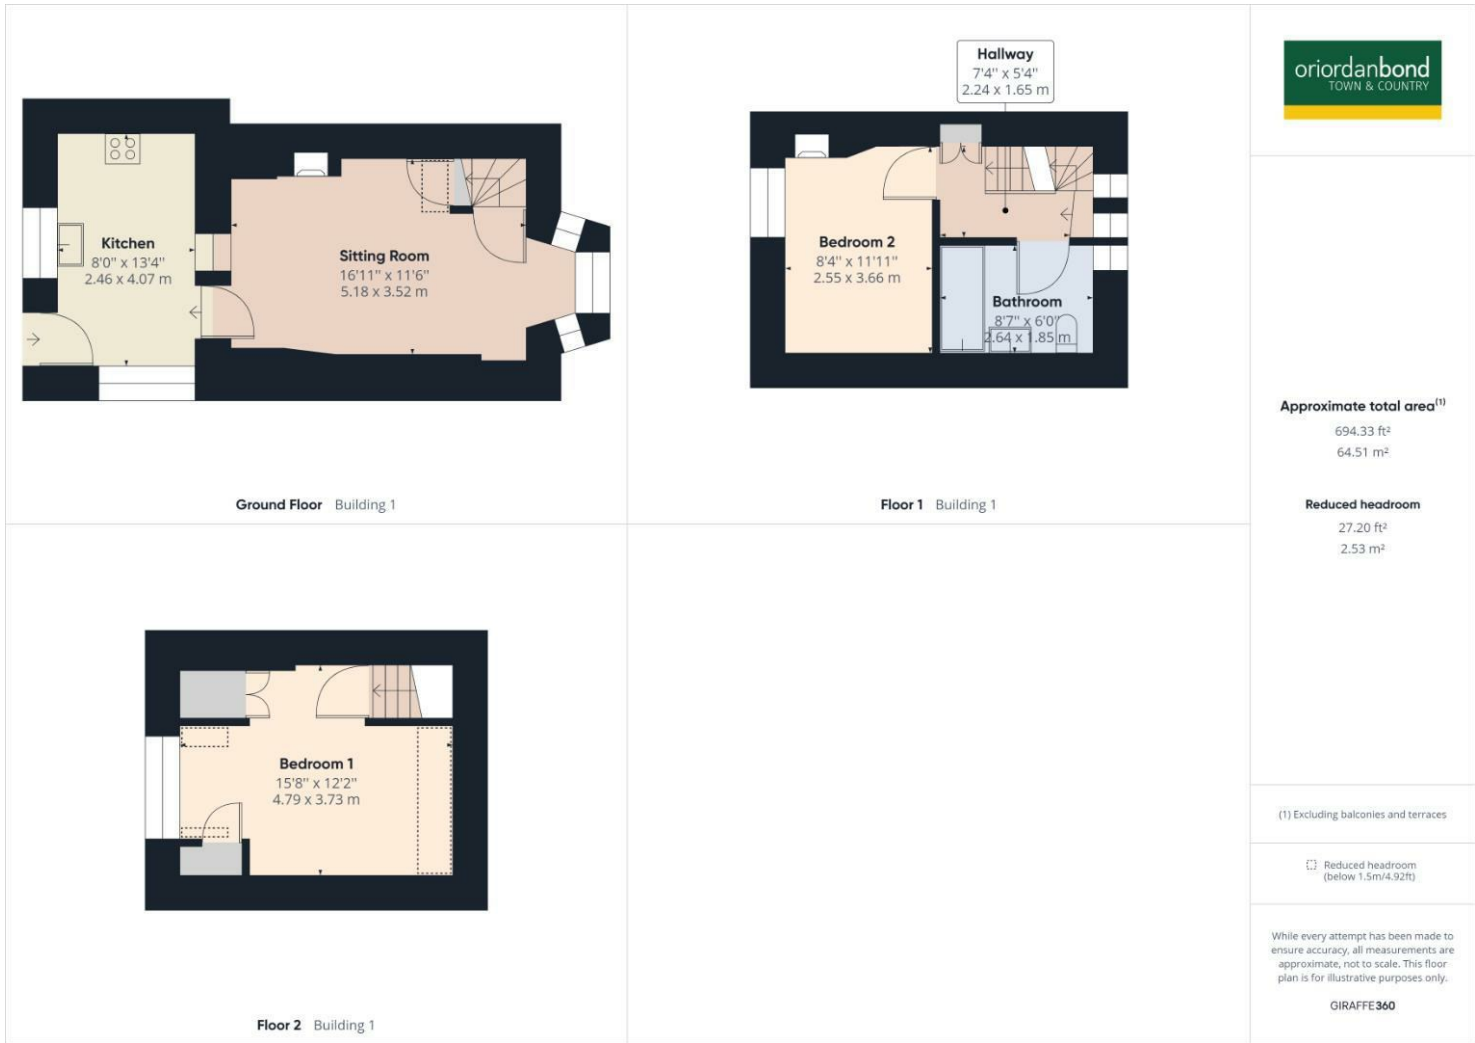 Kitchen
8'0" x 13'4"
2.46 x 4.07 m
Sitting Room
16'11" x 11'6"
5.18 x 3.52 m
Ground Floor Building 1
Hallway
7'4" x 5'4"
2.24 x 1.65 m
Bedroom 2
8'4" x 11'11"
2.55 x 3.66 m
Bathroom
8'7" x 6'0"
2.64 x 1.85 m
Floor 1 Building 1
Bedroom 1
15'8" x 12'2"
4.79 x 3.73 m
Floor 2 Building 1
oriordanbond
TOWN & COUNTRY
Approximate total area(1)
694.33 ft²
64.51 m²
Reduced headroom
27.20 ft²
2.53 m²
(1) Excluding balconies and terraces
Reduced headroom
(below 1.5m/4.92ft)
While every attempt has been made to
ensure accuracy, all measurements are
approximate, not to scale. This floor
plan is for illustrative purposes only.
GIRAFFE360